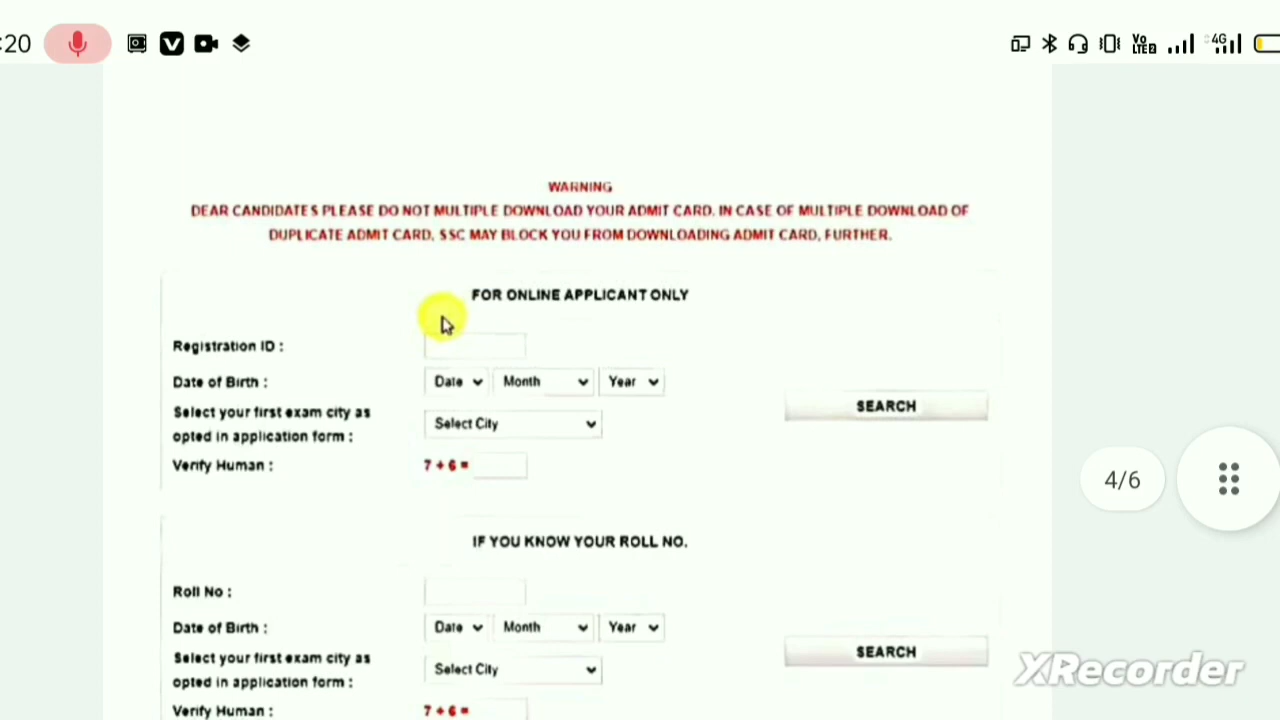 :20
Vo
LTE2
4G
WARNING
DEAR CANDIDATES PLEASE DO NOT MULTIPLE DOWNLOAD YOUR ADMIT CARD. IN CASE OF MULTIPLE DOWNLOAD OF
DUPLICATE ADMIT CARD, SSC MAY BLOCK YOU FROM DOWNLOADING ADMIT CARD, FURTHER.
FOR ONLINE APPLICANT ONLY
Registration ID :
Date of Birth : Date Month Year
SEARCH
Select your first exam city as
opted in application form : Select City
Verify Human : 7 + 6 =
4/6
IF YOU KNOW YOUR ROLL NO.
Roll No :
Date of Birth : Date Month Year
SEARCH
Select your first exam city as
opted in application form : Select City
Verify Human : 7 + 6 =
XRecorder